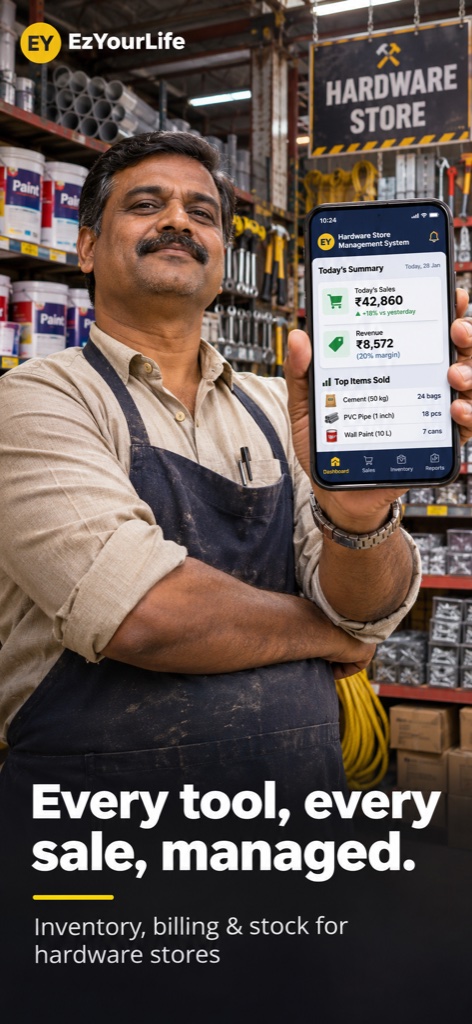 EY EzYourLife
HARDWARE
STORE
Paint
Paint
Paint
Paint
10:24
EY
Hardware Store
Management System
Today's Summary
Today, 28 Jan
Today's Sales
₹42,860
▲ +18% vs yesterday
Revenue
₹8,572
(20% margin)
Top Items Sold
Cement (50 kg) 24 bags
PVC Pipe (1 inch) 18 pcs
Wall Paint (10 L) 7 cans
Dashboard Sales Inventory Reports
Every tool, every
sale, managed.
Inventory, billing & stock for
hardware stores